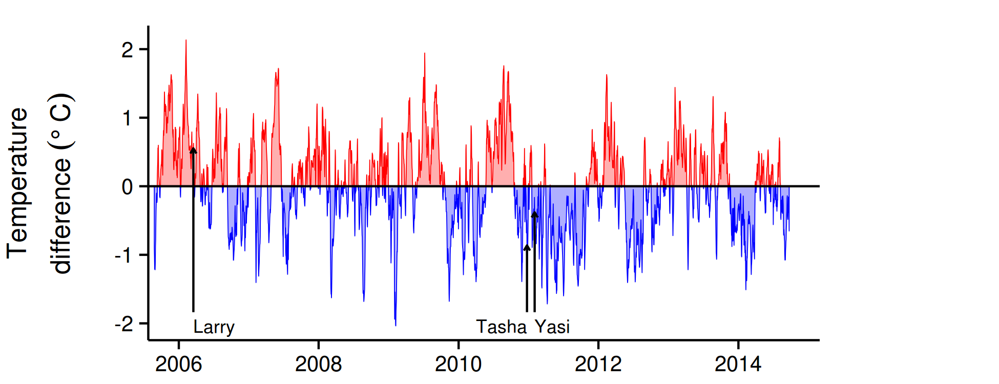 Temperature
difference (° C)
2
1
0
-1
-2
Larry
Tasha
Yasi
2006
2008
2010
2012
2014